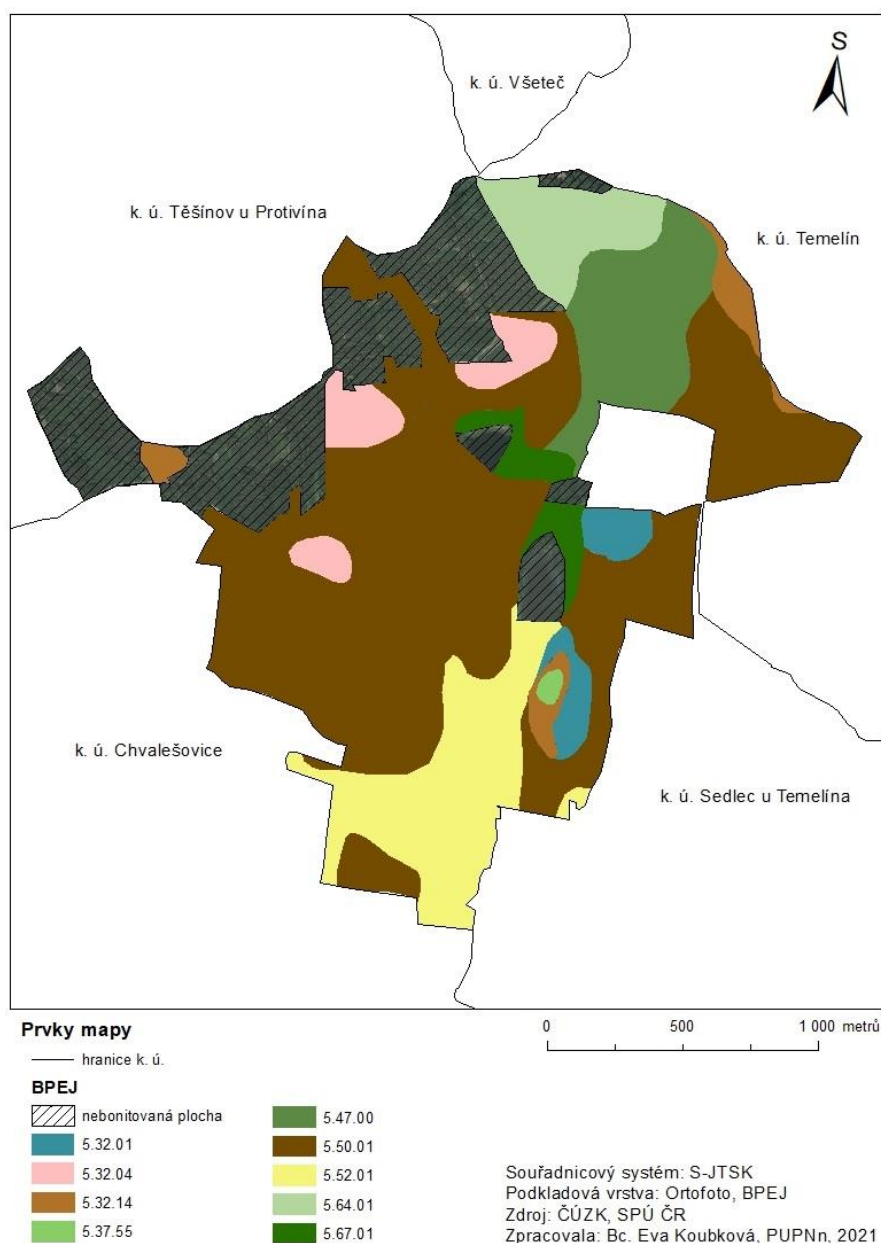 S
k. ú. Všeteč
k. ú. Těšínov u Protivína
k. ú. Temelín
k. ú. Chvalešovice
k. ú. Sedlec u Temelína
Prvky mapy
hranice k. ú.
BPEJ
nebonitovaná plocha
5.32.01
5.32.04
5.32.14
5.37.55
5.47.00
5.50.01
5.52.01
5.64.01
5.67.01
0 500 1 000 metrů
Souřadnicový systém: S-JTSK
Podkladová vrstva: Ortofoto, BPEJ
Zdroj: ČÚZK, SPÚ ČR
Zpracovala: Bc. Eva Koubková, PUPNn, 2021